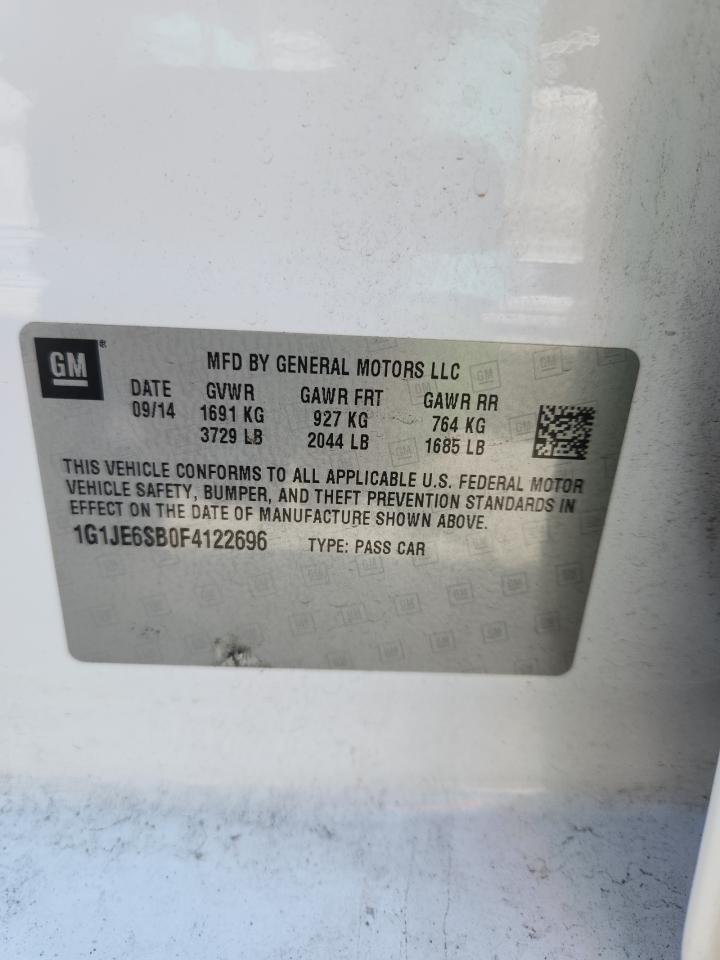 GM®
MFD BY GENERAL MOTORS LLC
DATE GVWR GAWR FRT GAWR RR
09/14 1691 KG 927 KG 764 KG
3729 LB 2044 LB 1685 LB
THIS VEHICLE CONFORMS TO ALL APPLICABLE U.S. FEDERAL MOTOR
VEHICLE SAFETY, BUMPER, AND THEFT PREVENTION STANDARDS IN
EFFECT ON THE DATE OF MANUFACTURE SHOWN ABOVE.
1G1JE6SB0F4122696 TYPE: PASS CAR